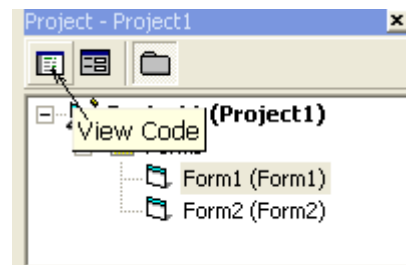 Project - Project1
View Code
(Project1)
Form1 (Form1)
Form2 (Form2)